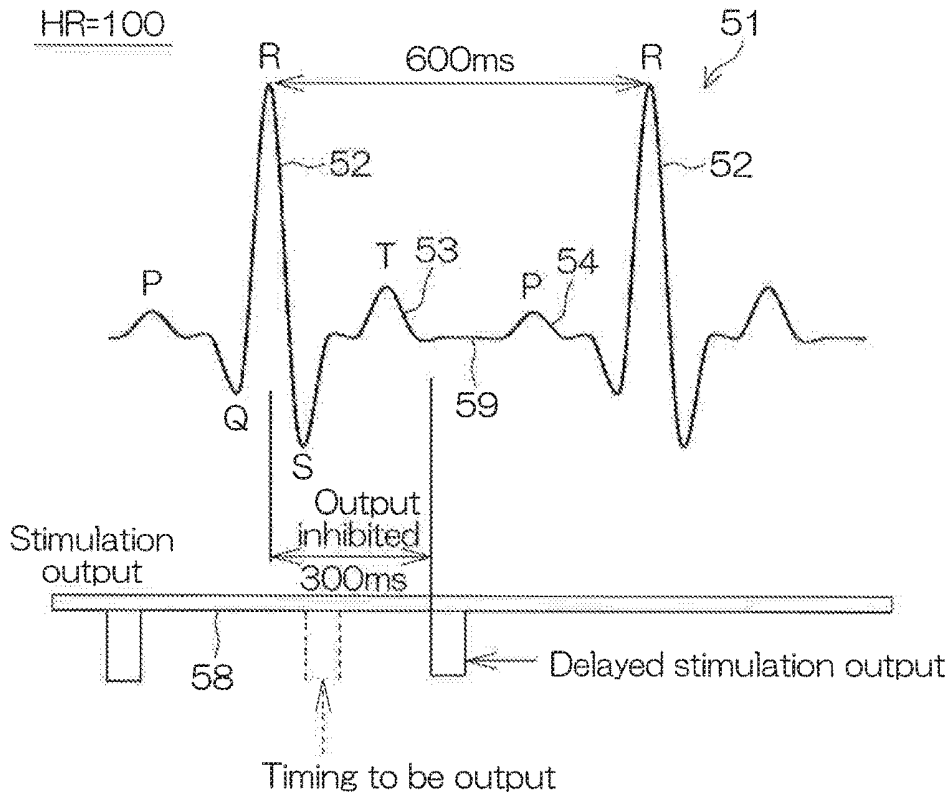 HR=100
R
600ms
R
51
52
52
T
53
P
54
P
59
Q
S
Output
inhibited
300ms
Stimulation
output
58
Delayed stimulation output
Timing to be output